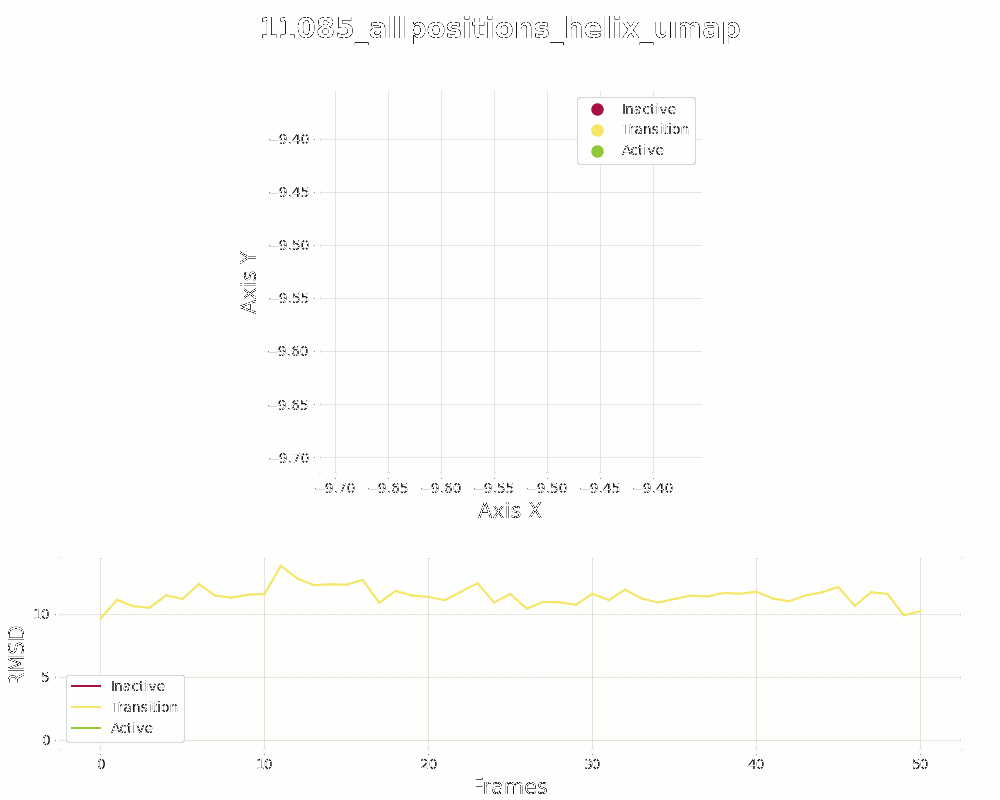 11085_allpositions_helix_umap
Inactive
Transition
Active
−9.40
−9.45
−9.50
−9.55
−9.60
−9.65
−9.70
Axis Y
−9.70 −9.65 −9.60 −9.55 −9.50 −9.45 −9.40
Axis X
10
5
0
RMSD
Inactive
Transition
Active
0 10 20 30 40 50
Frames